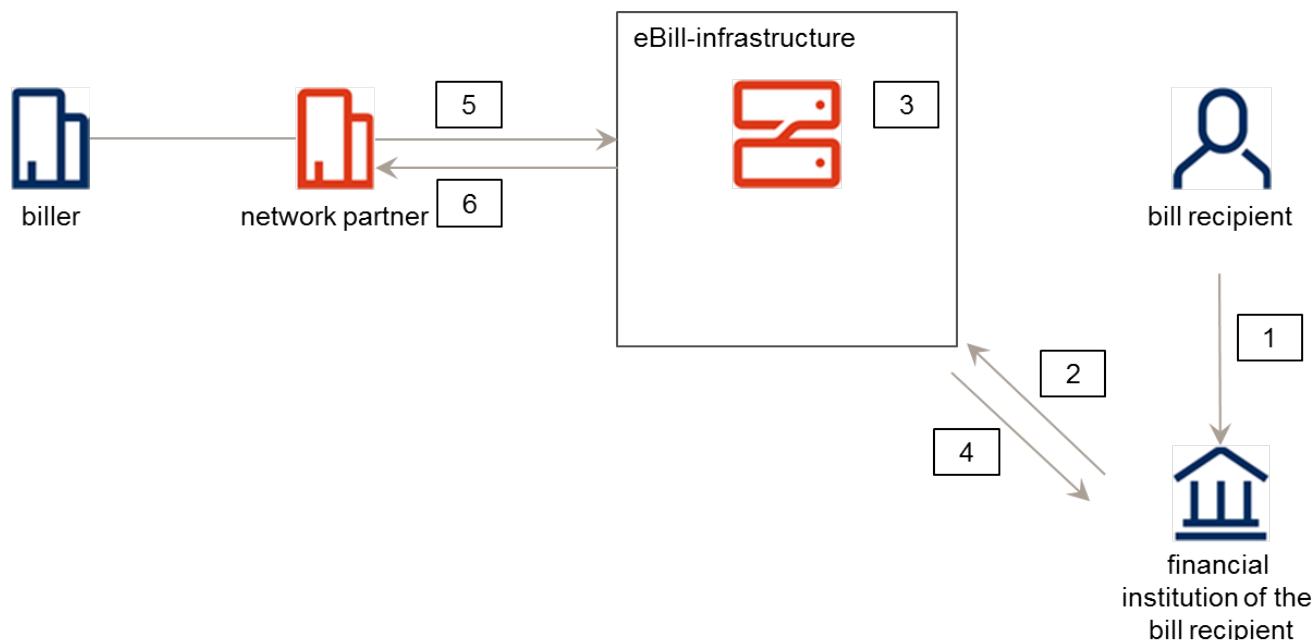 eBill-infrastructure
5
3
biller
network partner
6
bill recipient
1
2
4
financial
institution of the
bill recipient